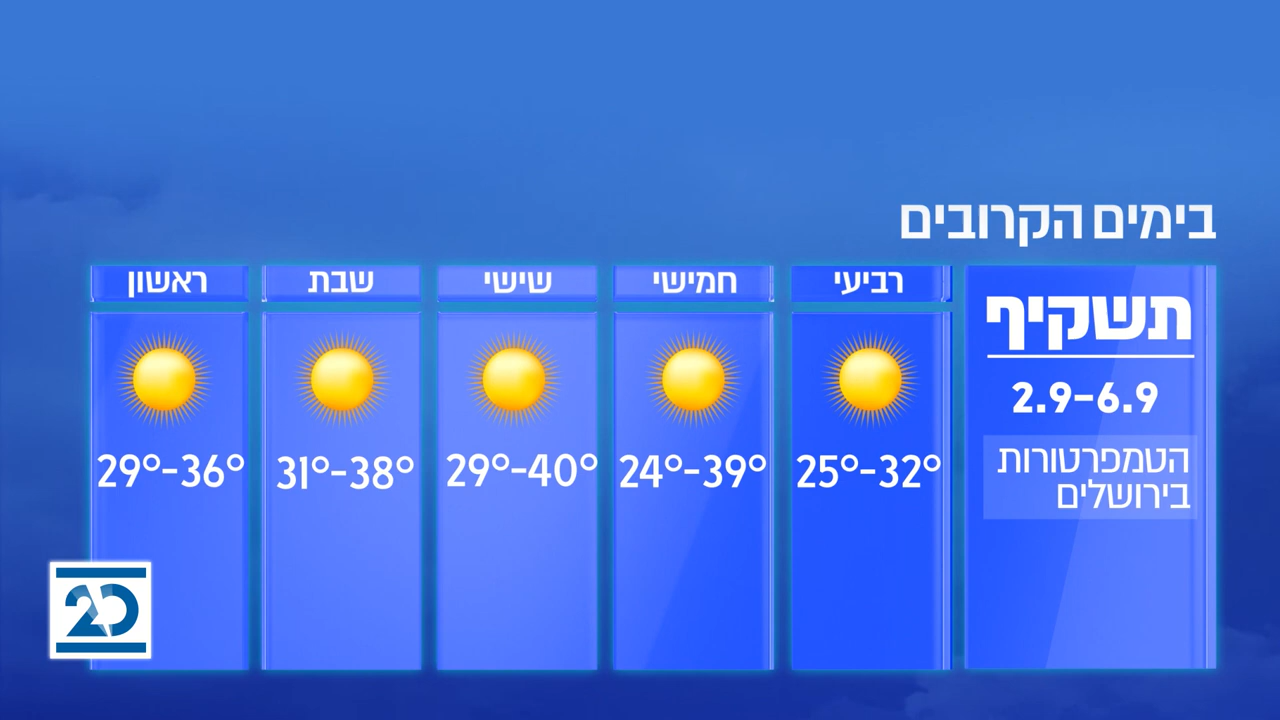 בימים הקרובים
תשקיף
2.9-6.9
הטמפרטורות
בירושלים
רביעי
25°-32°
חמישי
24°-39°
שישי
29°-40°
שבת
31°-38°
ראשון
29°-36°
20